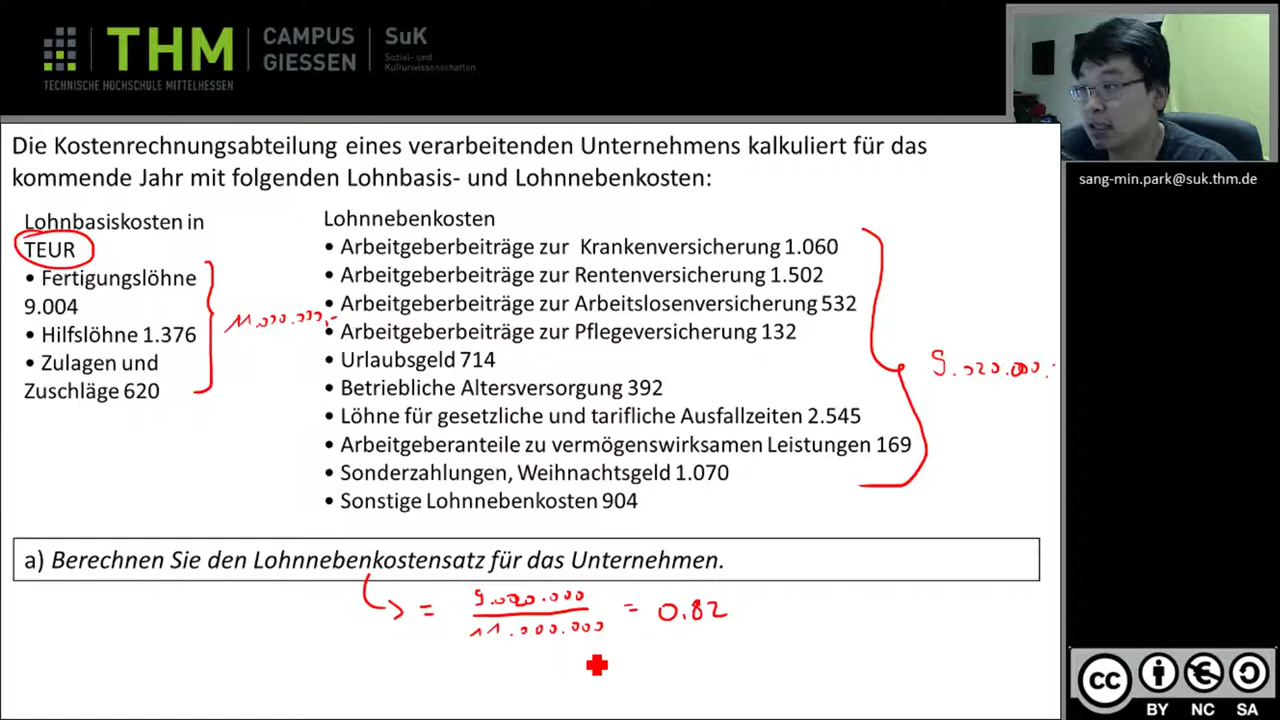 THM
CAMPUS
GIESSEN
SuK
Sozial- und
Kulturwissenschaften
TECHNISCHE HOCHSCHULE MITTELHESSEN
sang-min.park@suk.thm.de
Die Kostenrechnungsabteilung eines verarbeitenden Unternehmens kalkuliert für das
kommende Jahr mit folgenden Lohnbasis- und Lohnnebenkosten:
Lohnbasiskosten in
TEUR
• Fertigungslöhne
9.004
• Hilfslöhne 1.376
• Zulagen und
Zuschläge 620
11.000.000,-
Lohnnebenkosten
• Arbeitgeberbeiträge zur Krankenversicherung 1.060
• Arbeitgeberbeiträge zur Rentenversicherung 1.502
• Arbeitgeberbeiträge zur Arbeitslosenversicherung 532
• Arbeitgeberbeiträge zur Pflegeversicherung 132
• Urlaubsgeld 714
• Betriebliche Altersversorgung 392
• Löhne für gesetzliche und tarifliche Ausfallzeiten 2.545
• Arbeitgeberanteile zu vermögenswirksamen Leistungen 169
• Sonderzahlungen, Weihnachtsgeld 1.070
• Sonstige Lohnnebenkosten 904
9.020.000.-
a) Berechnen Sie den Lohnnebenkostensatz für das Unternehmen.
= 9.020.000 / 11.000.000 = 0.82
CC
BY NC SA